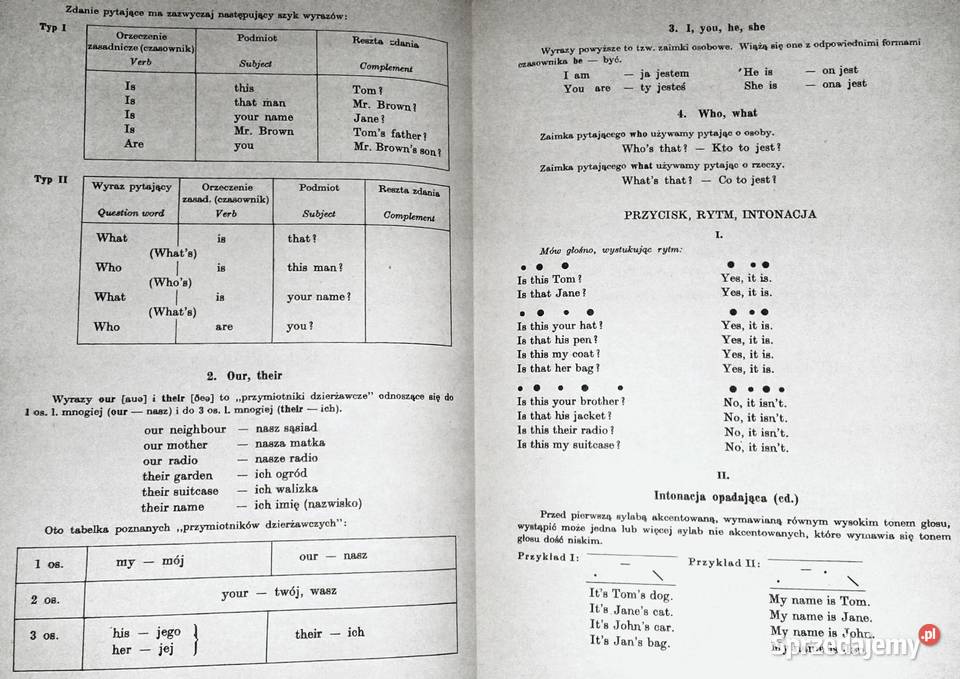 Zdanie pytające ma zazwyczaj następujący szyk wyrazów:
Typ I
Orzeczenie zasadnicze (czasownik) Verb | Podmiot Subject | Reszta zdania Complement
Is this Tom?
Is that man Mr. Brown?
Is your name Jane?
Is Mr. Brown Tom's father?
Are you Mr. Brown's son?
Typ II
Wyraz pytający Question word | Orzeczenie zasad. (czasownik) Verb | Podmiot Subject | Reszta zdania Complement
What is that?
(What's)
Who is this man?
(Who's)
What is your name?
(What's)
Who are you?
2. Our, their
Wyrazy our [auə] i their [ðeə] to „przymiotniki dzierżawcze" odnoszące się do
1 os. l. mnogiej (our — nasz) i do 3 os. l. mnogiej (their — ich).
our neighbour — nasz sąsiad
our mother — nasza matka
our radio — nasze radio
their garden — ich ogród
their suitcase — ich walizka
their name — ich imię (nazwisko)
Oto tabelka poznanych „przymiotników dzierżawczych":
1 os. my — mój our — nasz
2 os. your — twój, wasz
3 os. his — jego their — ich
her — jej
3. I, you, he, she
Wyrazy powyższe to tzw. zaimki osobowe. Wiążą się one z odpowiednimi formami
czasownika be — być.
I am — ja jestem He is — on jest
You are — ty jesteś She is — ona jest
4. Who, what
Zaimka pytającego who używamy pytając o osoby.
Who's that? — Kto to jest?
Zaimka pytającego what używamy pytając o rzeczy.
What's that? — Co to jest?
PRZYCISK, RYTM, INTONACJA
I.
Mów głośno, wystukując rytm:
Is this Tom? Yes, it is.
Is that Jane? Yes, it is.
Is this your hat? Yes, it is.
Is that his pen? Yes, it is.
Is this my coat? Yes, it is.
Is that her bag? Yes, it is.
Is this your brother? No, it isn't.
Is that his jacket? No, it isn't.
Is this their radio? No, it isn't.
Is this my suitcase? No, it isn't.
II.
Intonacja opadająca (cd.)
Przed pierwszą sylabą akcentowaną, wymawianą równym wysokim tonem głosu,
wystąpić może jedna lub więcej sylab nie akcentowanych, które wymawia się tonem
głosu dość niskim.
Przykład I: Przykład II:
It's Tom's dog. My name is Tom.
It's Jane's cat. My name is Jane.
It's John's car. My name is John.
It's Jan's bag. My name is
Sprzedajemy.pl